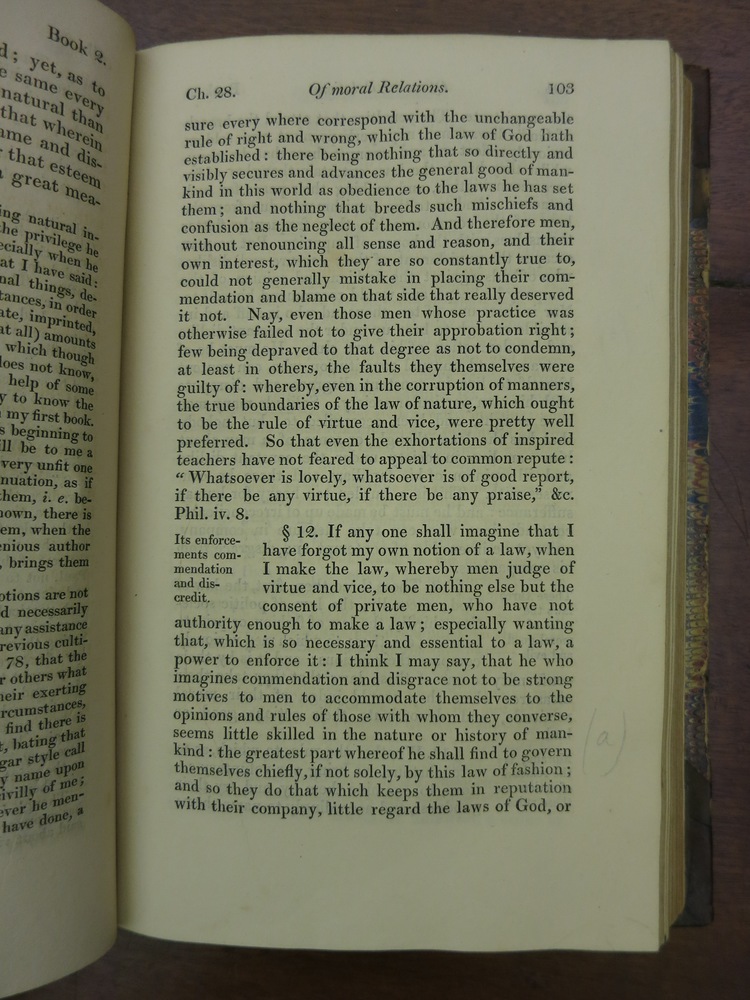 Book 2.
d; yet, as to
e same every
natural than
that wherein
ame and dis-
r that esteem
a great mea-
ing natural in-
he privilege he
ecially when he
at I have said:
nal things, de-
tances, in order
ate, imprinted,
at all) amounts
which though
loes not know,
help of some
y to know the
my first book.
s beginning to
ll be to me a
very unfit one
nuation, as if
hem, i. e. be-
nown, there is
em, when the
enious author
, brings them
otions are not
d necessarily
any assistance
revious culti-
78, that the
r others what
heir exerting
rcumstances,
find there is
t, bating that
gar style call
y name upon
ivilly of me;
ever he men-
have done, a
Ch. 28. Of moral Relations. 103
sure every where correspond with the unchangeable
rule of right and wrong, which the law of God hath
established: there being nothing that so directly and
visibly secures and advances the general good of man-
kind in this world as obedience to the laws he has set
them; and nothing that breeds such mischiefs and
confusion as the neglect of them. And therefore men,
without renouncing all sense and reason, and their
own interest, which they are so constantly true to,
could not generally mistake in placing their com-
mendation and blame on that side that really deserved
it not. Nay, even those men whose practice was
otherwise failed not to give their approbation right;
few being depraved to that degree as not to condemn,
at least in others, the faults they themselves were
guilty of: whereby, even in the corruption of manners,
the true boundaries of the law of nature, which ought
to be the rule of virtue and vice, were pretty well
preferred. So that even the exhortations of inspired
teachers have not feared to appeal to common repute:
“Whatsoever is lovely, whatsoever is of good report,
if there be any virtue, if there be any praise,” &c.
Phil. iv. 8.
Its enforce-
ments com-
mendation
and dis-
credit.
§ 12. If any one shall imagine that I
have forgot my own notion of a law, when
I make the law, whereby men judge of
virtue and vice, to be nothing else but the
consent of private men, who have not
authority enough to make a law; especially wanting
that, which is so necessary and essential to a law, a
power to enforce it: I think I may say, that he who
imagines commendation and disgrace not to be strong
motives to men to accommodate themselves to the
opinions and rules of those with whom they converse,
seems little skilled in the nature or history of man-
kind: the greatest part whereof he shall find to govern
themselves chiefly, if not solely, by this law of fashion;
and so they do that which keeps them in reputation
with their company, little regard the laws of God, or
(a)